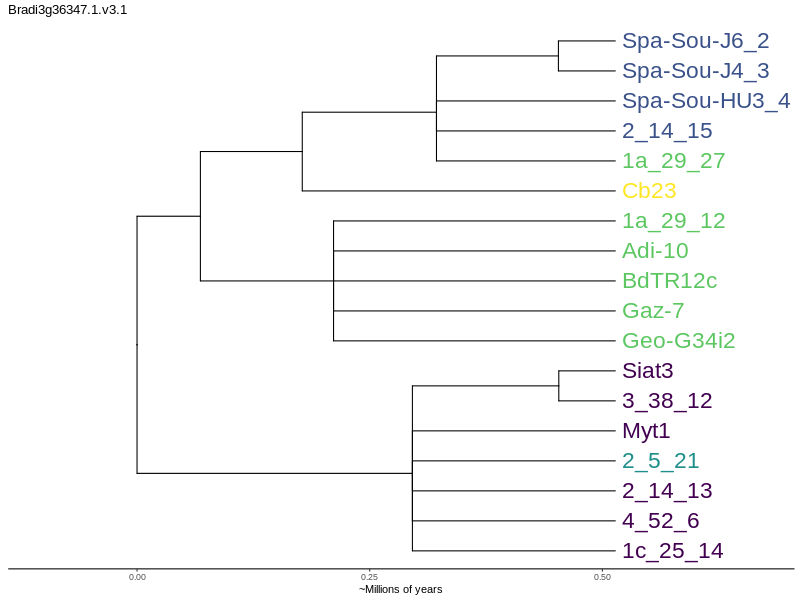 Bradi3g36347.1.v3.1
Spa-Sou-J6_2
Spa-Sou-J4_3
Spa-Sou-HU3_4
2_14_15
1a_29_27
Cb23
1a_29_12
Adi-10
BdTR12c
Gaz-7
Geo-G34i2
Siat3
3_38_12
Myt1
2_5_21
2_14_13
4_52_6
1c_25_14
0.00 0.25 0.50
~Millions of years